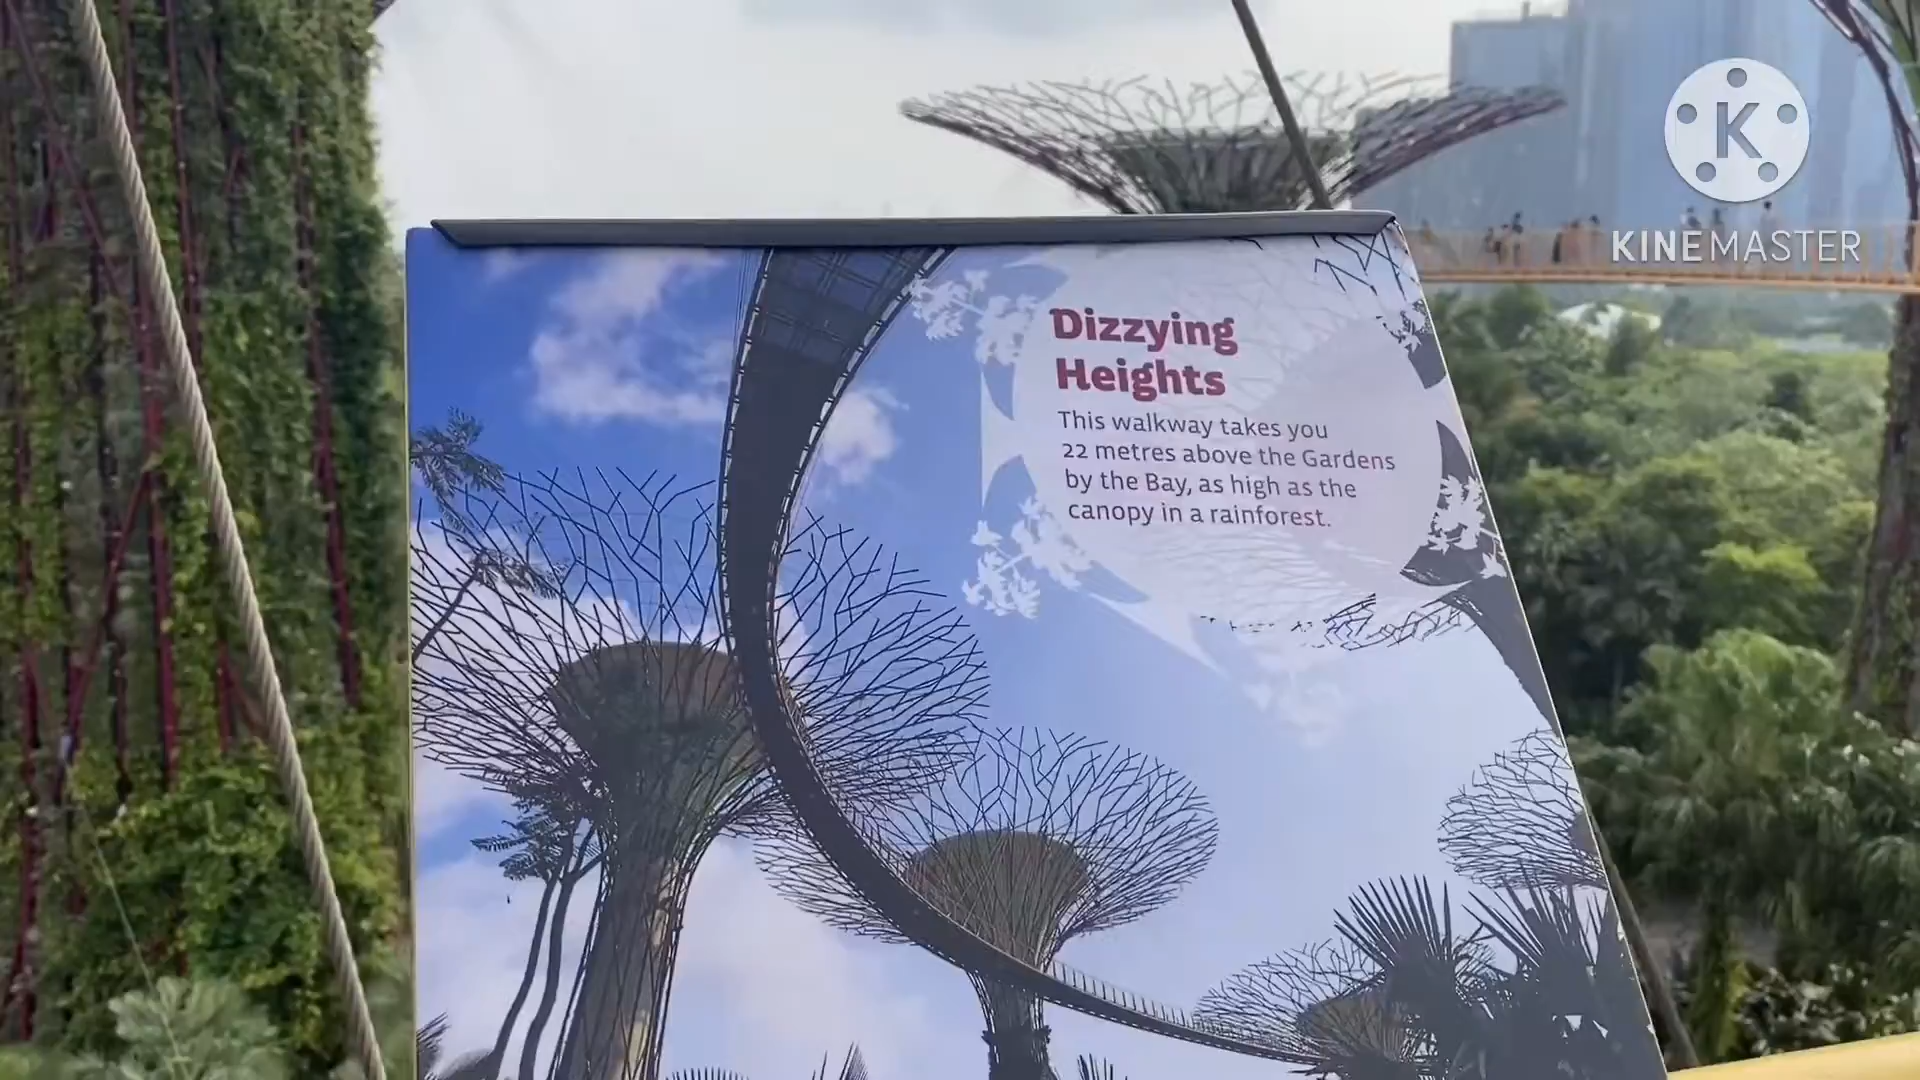 Dizzying
Heights
This walkway takes you
22 metres above the Gardens
by the Bay, as high as the
canopy in a rainforest.
K
KINEMASTER